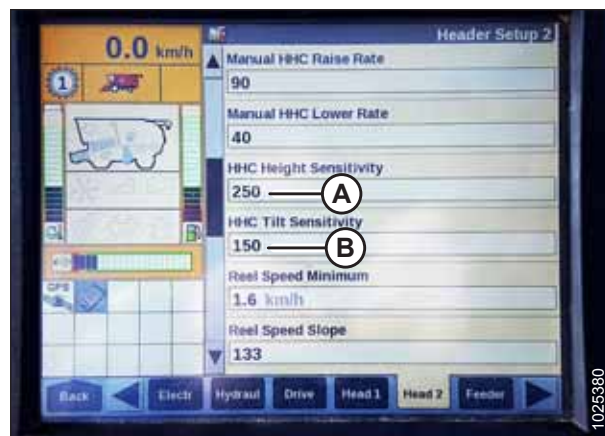 Header Setup 2
0.0 km/h
1
Manual HHC Raise Rate
90
Manual HHC Lower Rate
40
HHC Height Sensitivity
250
A
HHC Tilt Sensitivity
150
B
Reel Speed Minimum
1.6 km/h
Reel Speed Slope
133
GPS
Back
Electr
Hydraul
Drive
Head 1
Head 2
Feeder
1025380